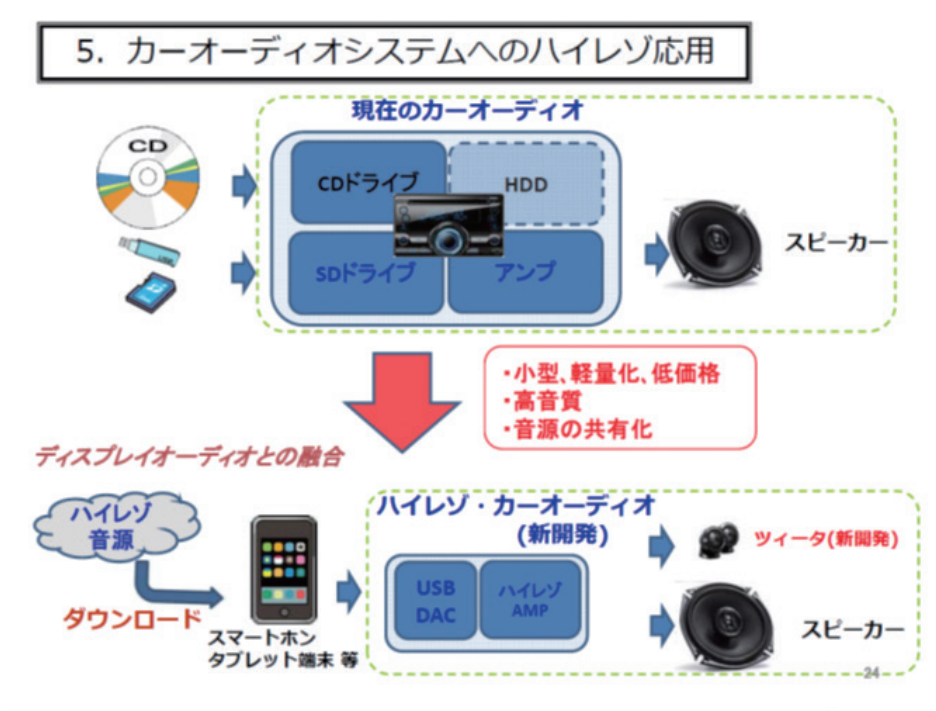 5. カーオーディオシステムへのハイレゾ応用
現在のカーオーディオ
CD
CDドライブ
HDD
SDドライブ
アンプ
スピーカー
・小型、軽量化、低価格
・高音質
・音源の共有化
ディスプレイオーディオとの融合
ハイレゾ
音源
ダウンロード
スマートホン
タブレット端末 等
ハイレゾ・カーオーディオ
(新開発)
USB
DAC
ハイレゾ
AMP
ツィータ(新開発)
スピーカー
24